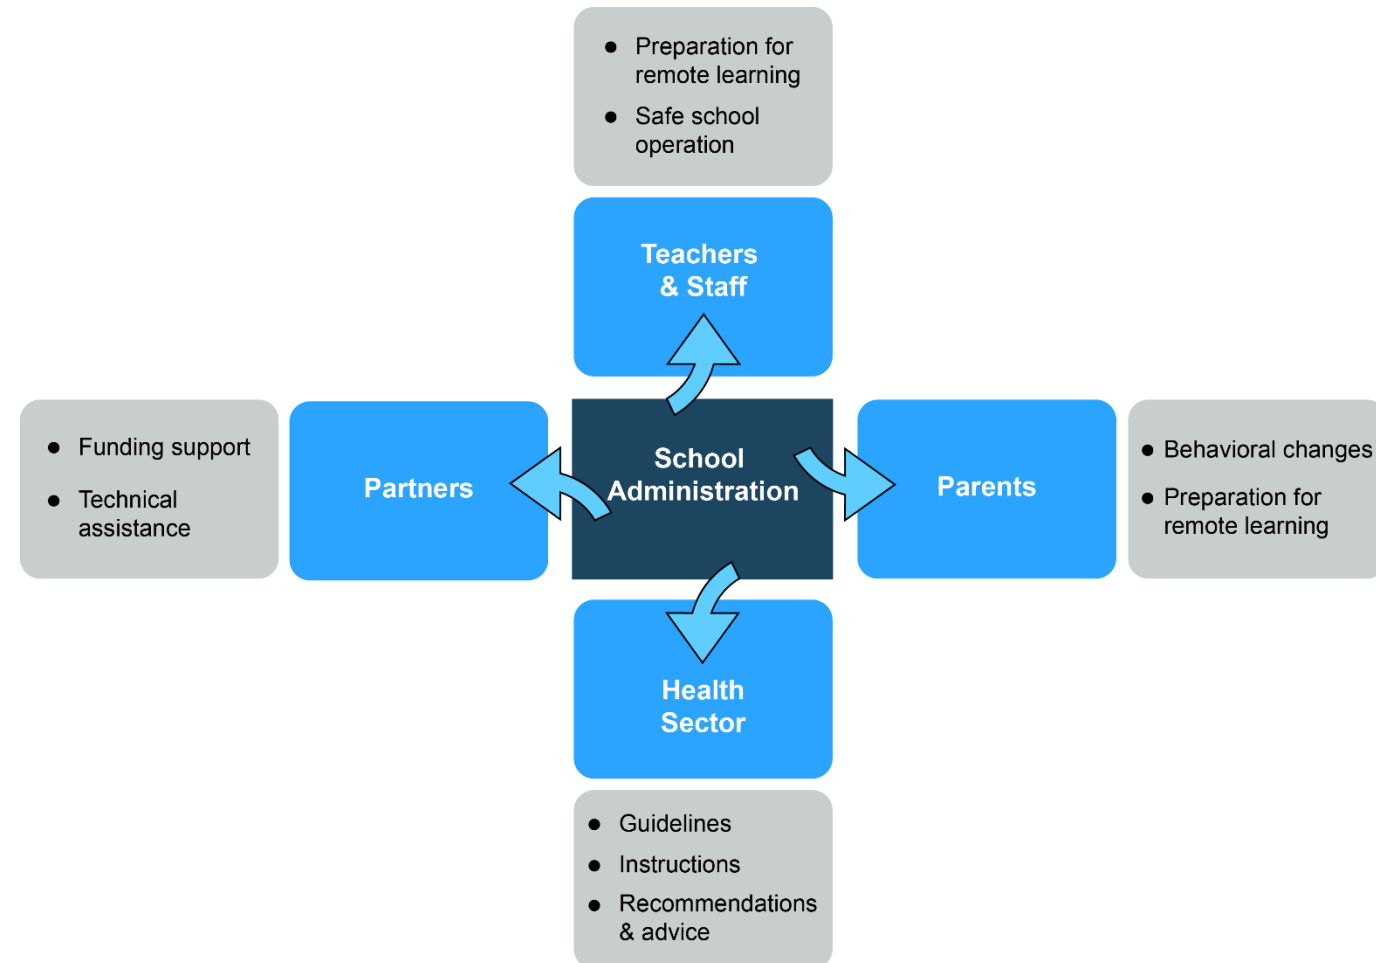 ● Preparation for
remote learning
● Safe school
operation
Teachers
& Staff
● Funding support
● Technical
assistance
Partners
School
Administration
Parents
● Behavioral changes
● Preparation for
remote learning
Health
Sector
● Guidelines
● Instructions
● Recommendations
& advice